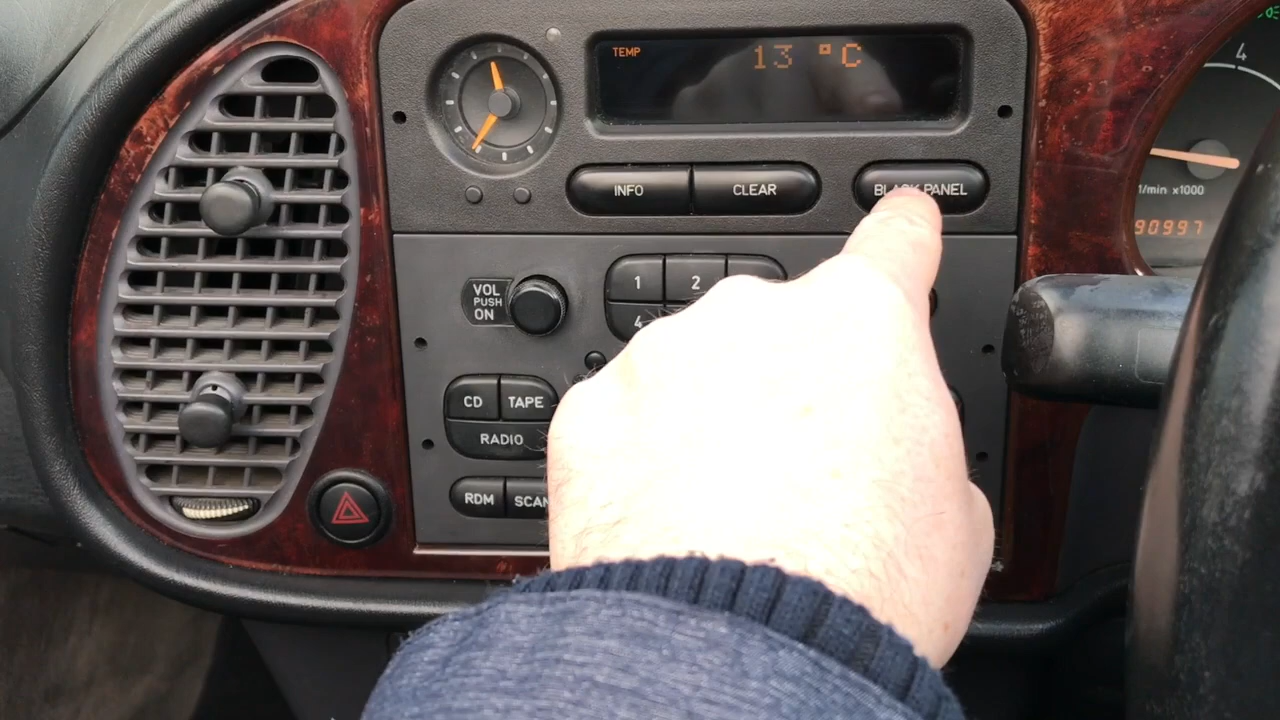 TEMP 13 °C
INFO CLEAR BLACK PANEL
4
1/min x1000
90997
VOL
PUSH
ON
1 2
4
CD TAPE
RADIO
RDM SCAN